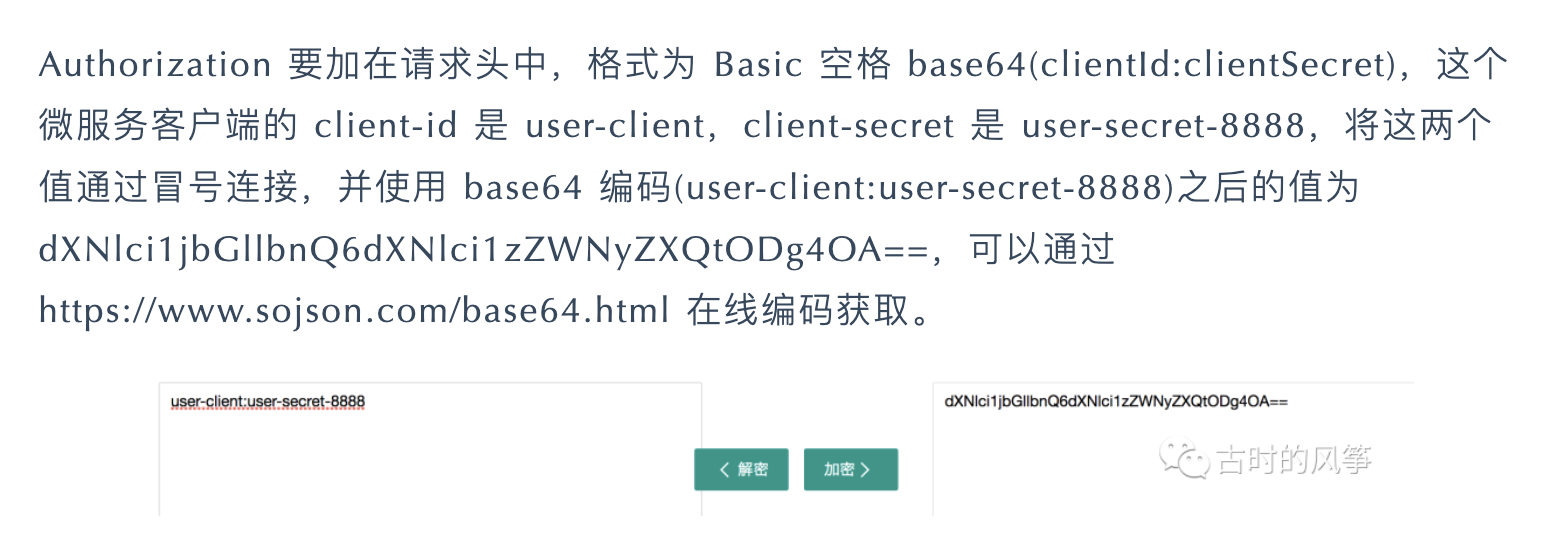 Authorization 要加在请求头中，格式为 Basic 空格 base64(clientId:clientSecret)，这个
微服务客户端的 client-id 是 user-client，client-secret 是 user-secret-8888，将这两个
值通过冒号连接，并使用 base64 编码(user-client:user-secret-8888)之后的值为
dXNlci1jbGllbnQ6dXNlci1zZWNyZXQtODg4OA==，可以通过
https://www.sojson.com/base64.html 在线编码获取。
user-client:user-secret-8888
dXNlci1jbGllbnQ6dXNlci1zZWNyZXQtODg4OA==
解密
加密
古时的风筝